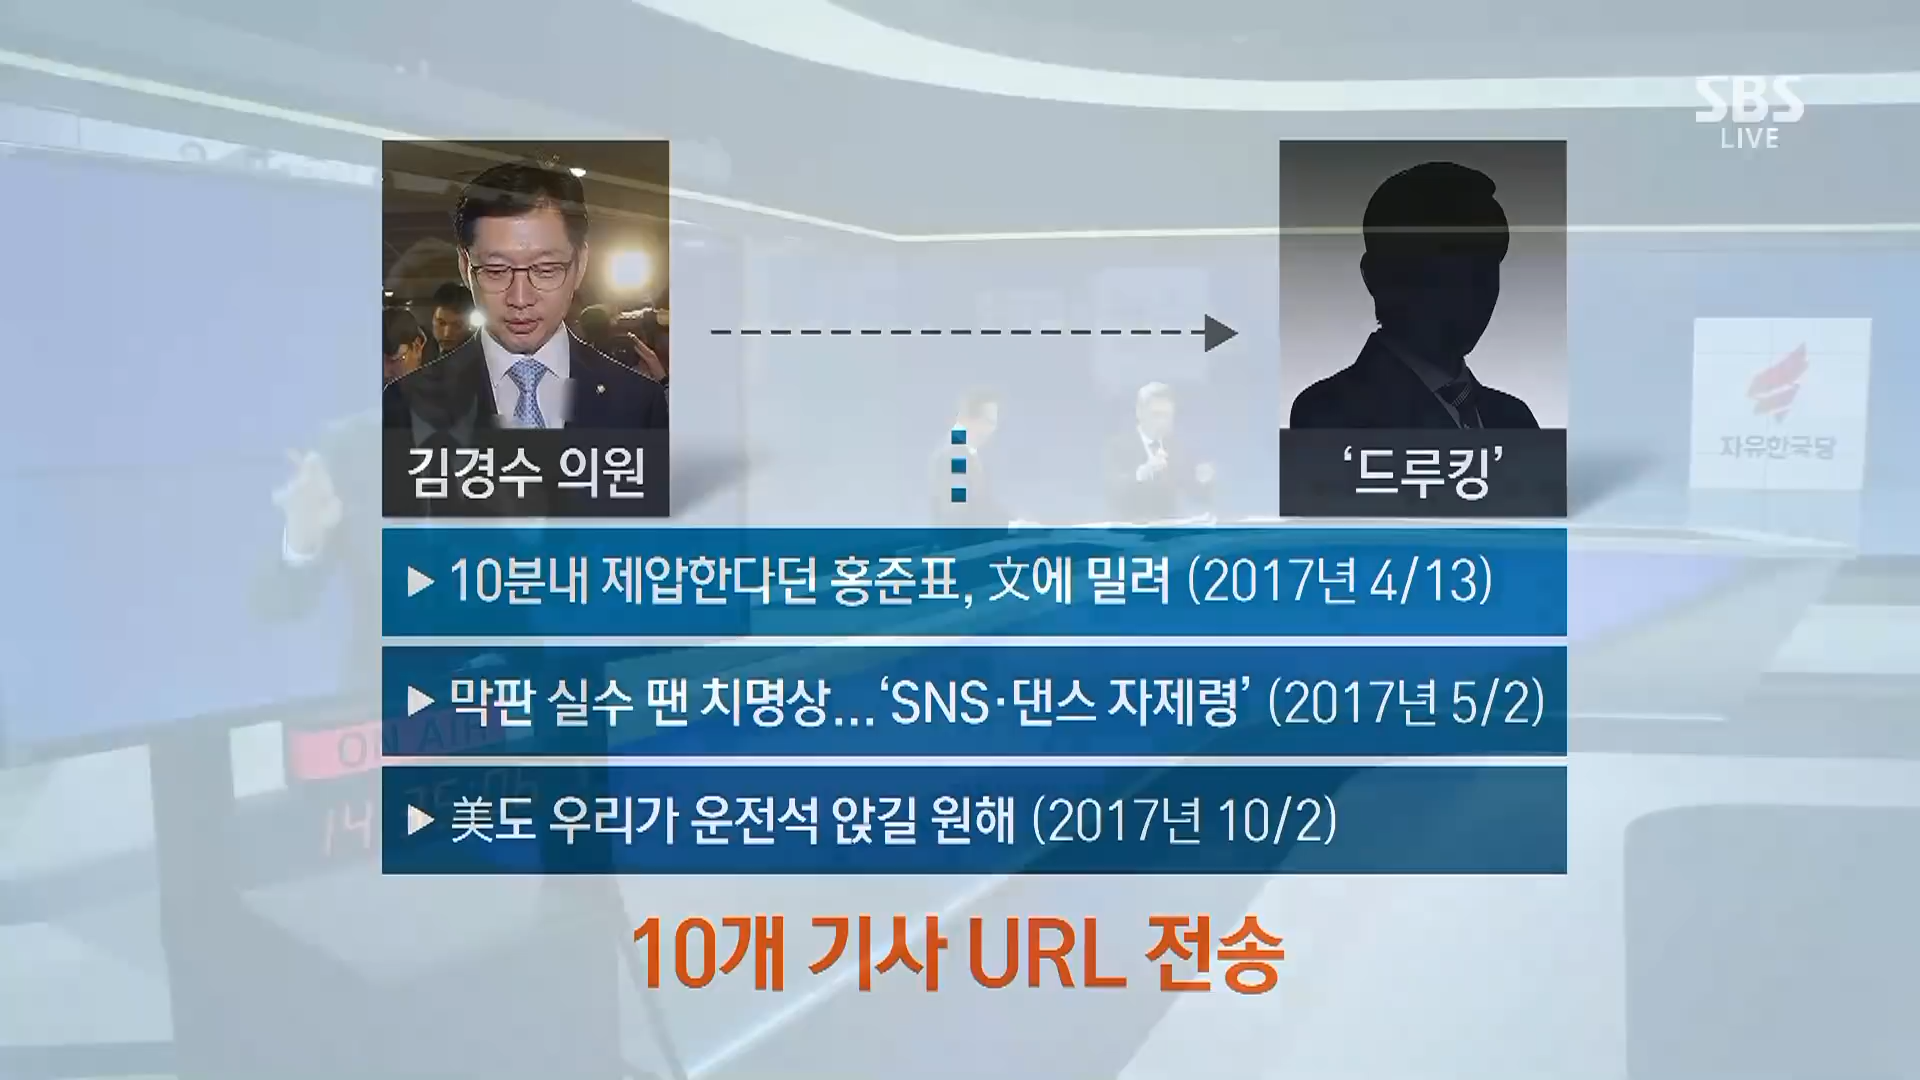 SBS
LIVE
김경수 의원
‘드루킹’
자유한국당
▶ 10분내 제압한다던 홍준표, 文에 밀려 (2017년 4/13)
▶ 막판 실수 땐 치명상...‘SNS·댄스 자제령’ (2017년 5/2)
ON AIR
▶ 美도 우리가 운전석 앉길 원해 (2017년 10/2)
10개 기사 URL 전송